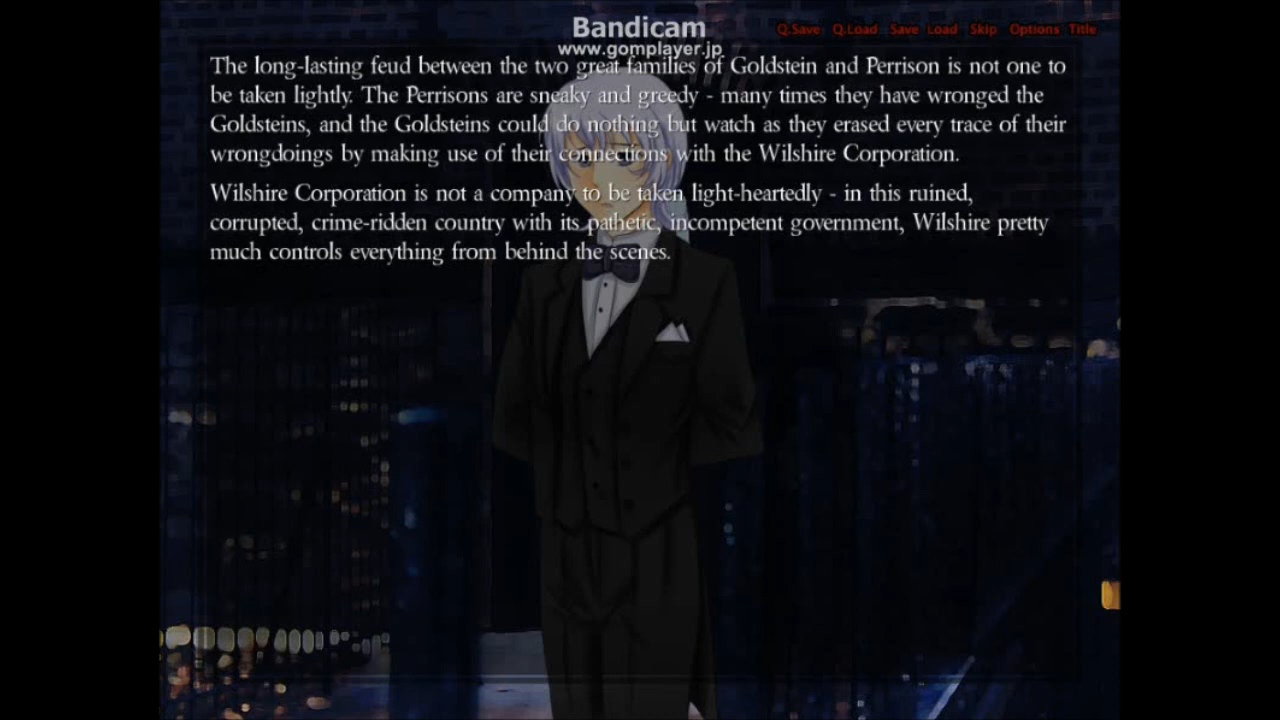 Bandicam
www.gomplayer.jp
Q.Save Q.Load Save Load Skip Options Title
The long-lasting feud between the two great families of Goldstein and Perrison is not one to
be taken lightly. The Perrisons are sneaky and greedy - many times they have wronged the
Goldsteins, and the Goldsteins could do nothing but watch as they erased every trace of their
wrongdoings by making use of their connections with the Wilshire Corporation.
Wilshire Corporation is not a company to be taken light-heartedly - in this ruined,
corrupted, crime-ridden country with its pathetic, incompetent government, Wilshire pretty
much controls everything from behind the scenes.